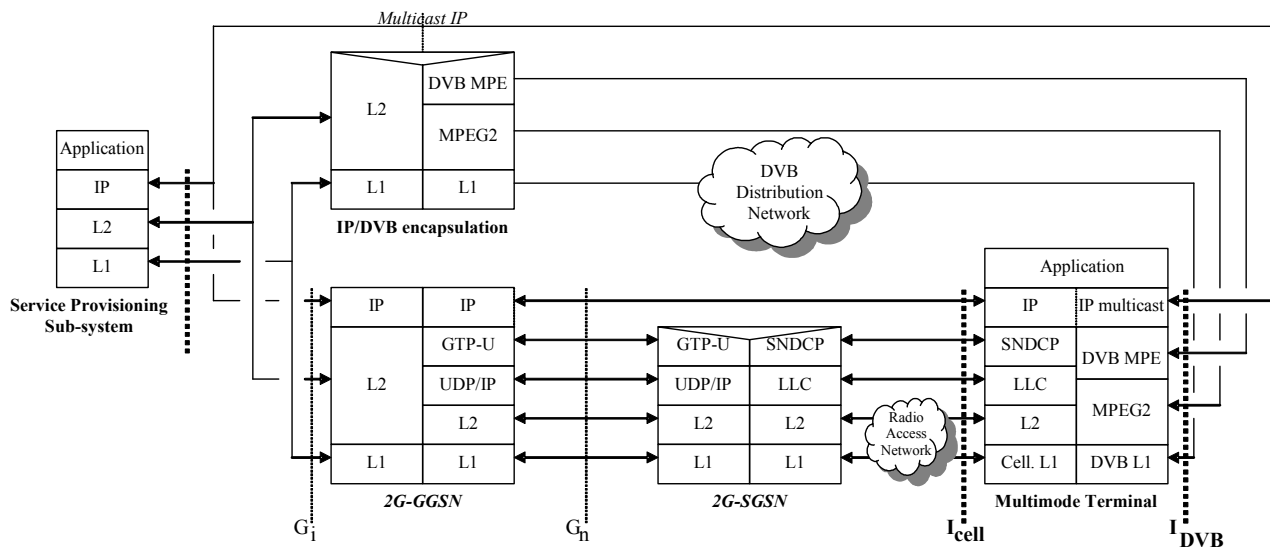 Multicast IP
DVB MPE
L2
MPEG2
L1
L1
IP/DVB encapsulation
Application
IP
L2
L1
Service Provisioning
Sub-system
DVB
Distribution
Network
IP
IP
GTP-U
L2
UDP/IP
L2
L1
L1
2G-GGSN
GTP-U
SNDCP
UDP/IP
LLC
L2
L2
L1
L1
2G-SGSN
Radio
Access
Network
Application
IP
IP multicast
SNDCP
DVB MPE
LLC
MPEG2
L2
Cell. L1
DVB L1
Multimode Terminal
Gi
Gn
Icell
IDVB